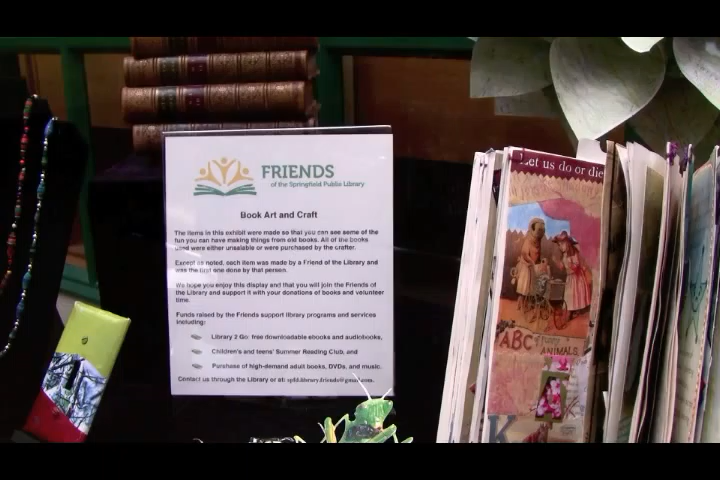 FRIENDS
of the Springfield Public Library
Book Art and Craft
The items in this exhibit were made so that you can see some of the
fun you can have making things from old books. All of the books
used were either unsalable or were purchased by the crafter.
Except as noted, each item was made by a Friend of the Library and
was the first one done by that person.
We hope you enjoy this display and that you will join the Friends of
the Library and support it with your donations of books and volunteer
time.
Funds raised by the Friends support library programs and services
including:
Library 2 Go: free downloadable ebooks and audiobooks,
Children's and teens' Summer Reading Club, and
Purchase of high-demand adult books, DVDs, and music.
Contact us through the Library or at: spfd.library.friends@gmail.com.
Let us do or die
ABC
ANIMALS
A
K